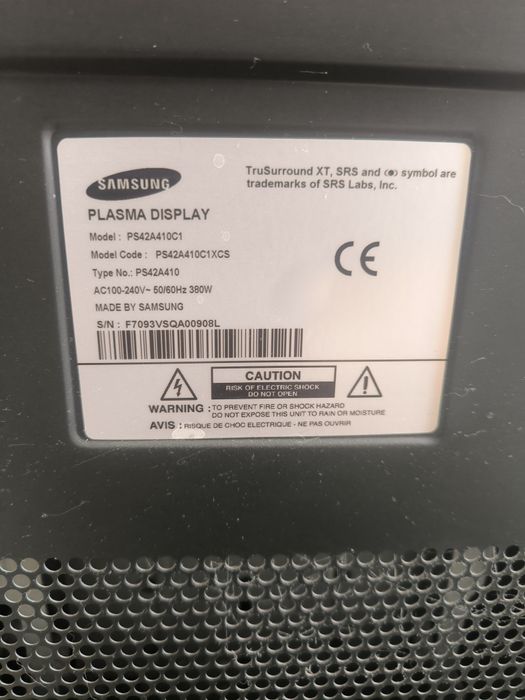 SAMSUNG
TruSurround XT, SRS and (●) symbol are
trademarks of SRS Labs, Inc.
PLASMA DISPLAY
Model : PS42A410C1
Model Code : PS42A410C1XCS
Type No.: PS42A410
AC100-240V~ 50/60Hz 380W
MADE BY SAMSUNG
S/N : F7093VSQA00908L
CE
CAUTION
RISK OF ELECTRIC SHOCK
DO NOT OPEN
WARNING : TO PREVENT FIRE OR SHOCK HAZARD
DO NOT EXPOSE THIS UNIT TO RAIN OR MOISTURE
AVIS : RISQUE DE CHOC ELECTRIQUE - NE PAS OUVRIR